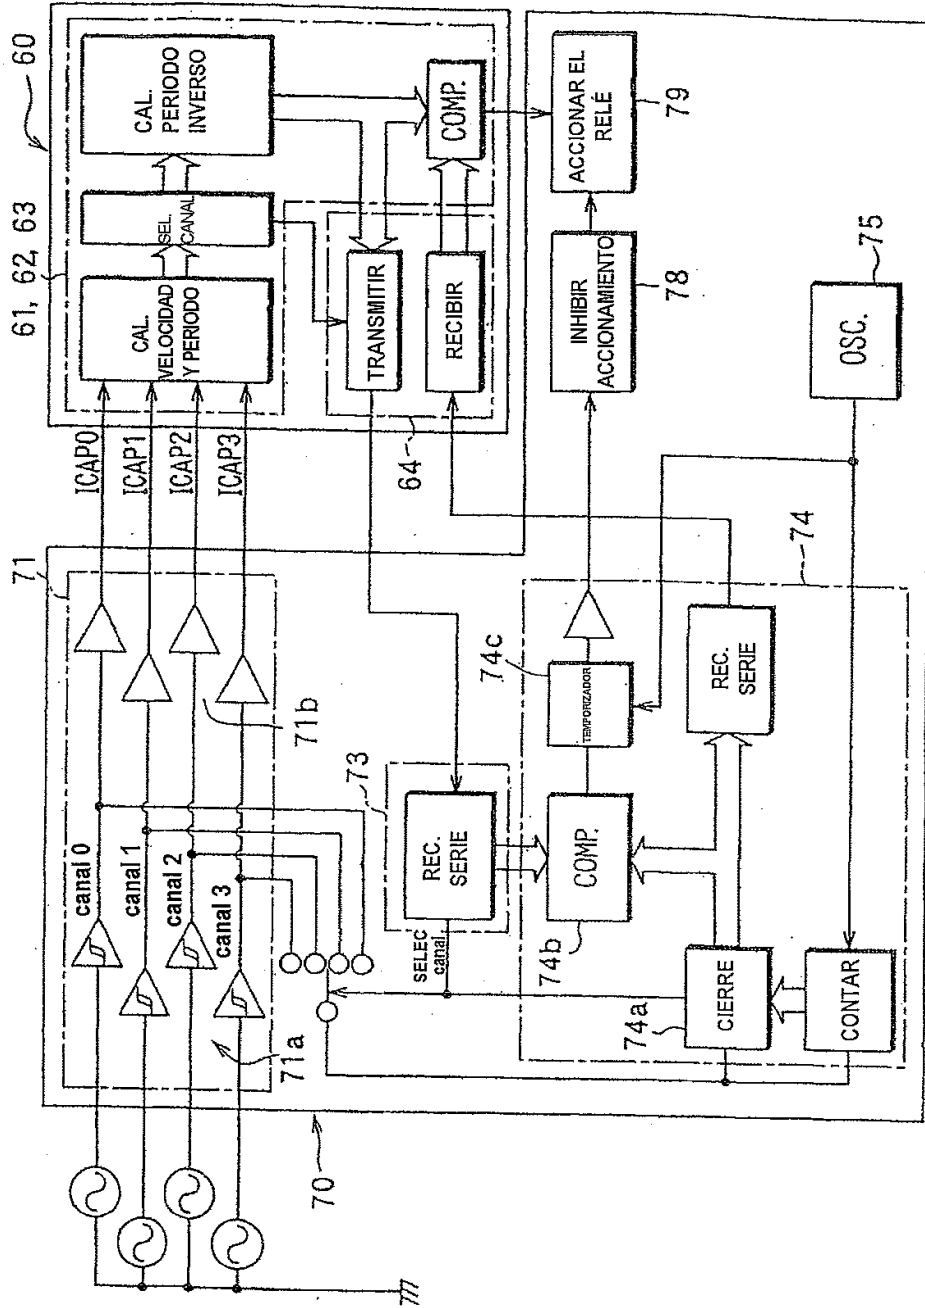 60
61, 62, 63
CAL.
VELOCIDAD
Y PERIODO
SEL.
CANAL
CAL.
PERIODO
INVERSO
TRANSMITIR
RECIBIR
COMP.
64
ICAP0
ICAP1
ICAP2
ICAP3
71
canal 0
canal 1
canal 2
canal 3
71a
71b
70
73
REC.
SERIE
SELEC
canal
74
74a
CIERRE
CONTAR
74b
COMP.
74c
TEMPORIZADOR
REC.
SERIE
INHIBIR
ACCIONAMIENTO
78
ACCIONAR EL
RELÉ
79
OSC.
75